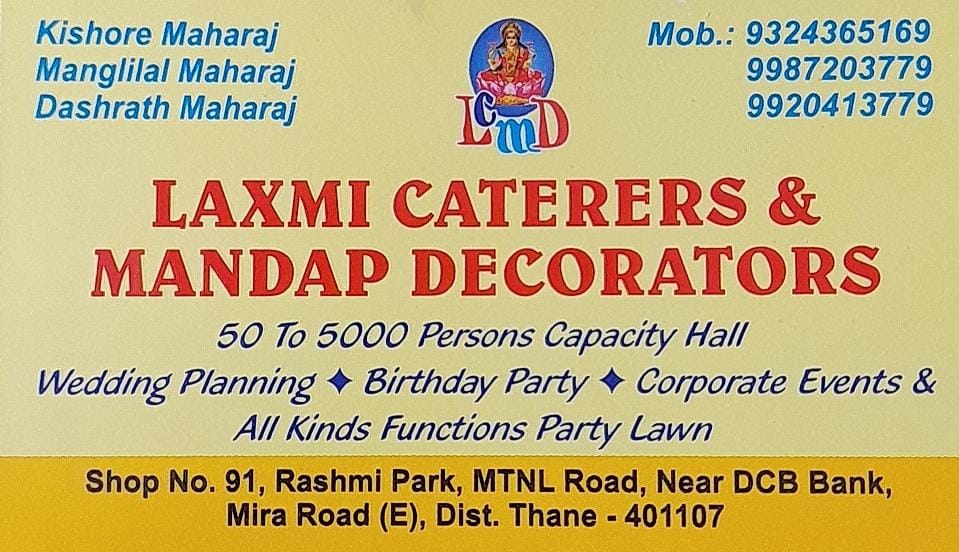 Kishore Maharaj
Manglilal Maharaj
Dashrath Maharaj
Mob.: 9324365169
9987203779
9920413779
LCMD
LAXMI CATERERS &
MANDAP DECORATORS
50 To 5000 Persons Capacity Hall
Wedding Planning ✦ Birthday Party ✦ Corporate Events &
All Kinds Functions Party Lawn
Shop No. 91, Rashmi Park, MTNL Road, Near DCB Bank,
Mira Road (E), Dist. Thane - 401107